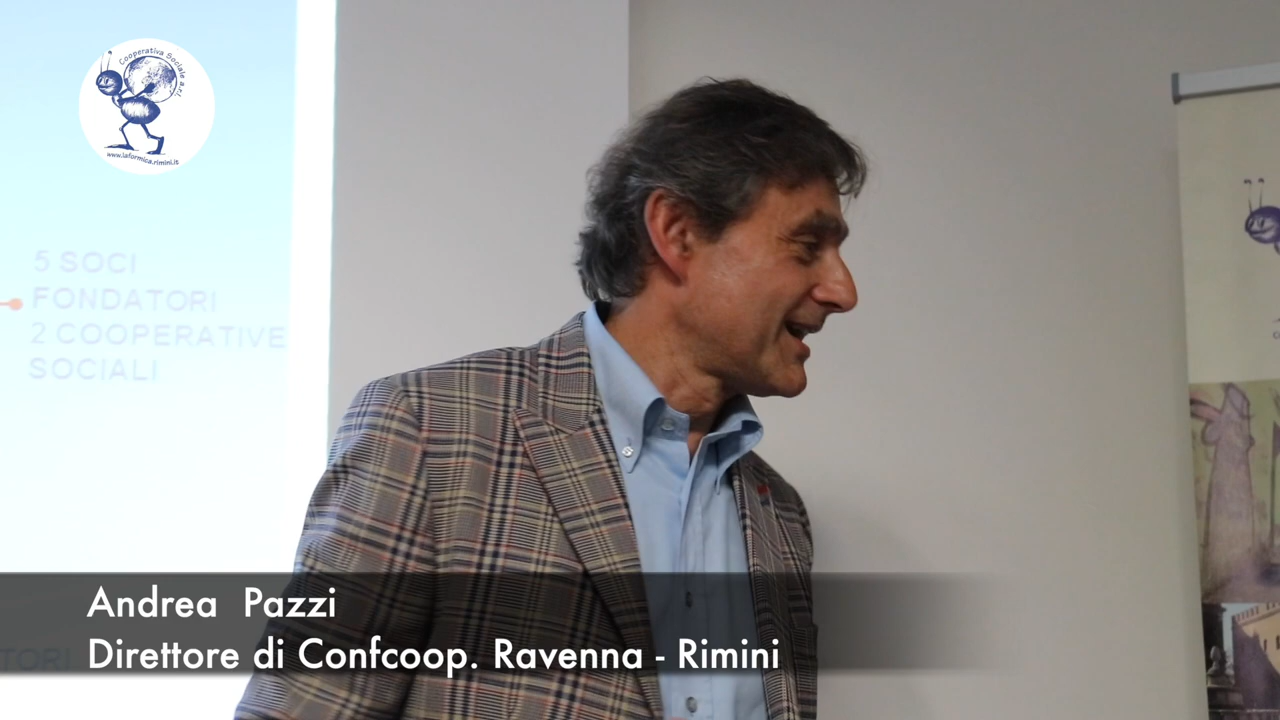 Cooperativa Sociale a r.l.
www.laformica.rimini.it
5 SOCI
FONDATORI
2 COOPERATIVE
SOCIALI
TORI
Andrea Pazzi
Direttore di Confcoop. Ravenna - Rimini